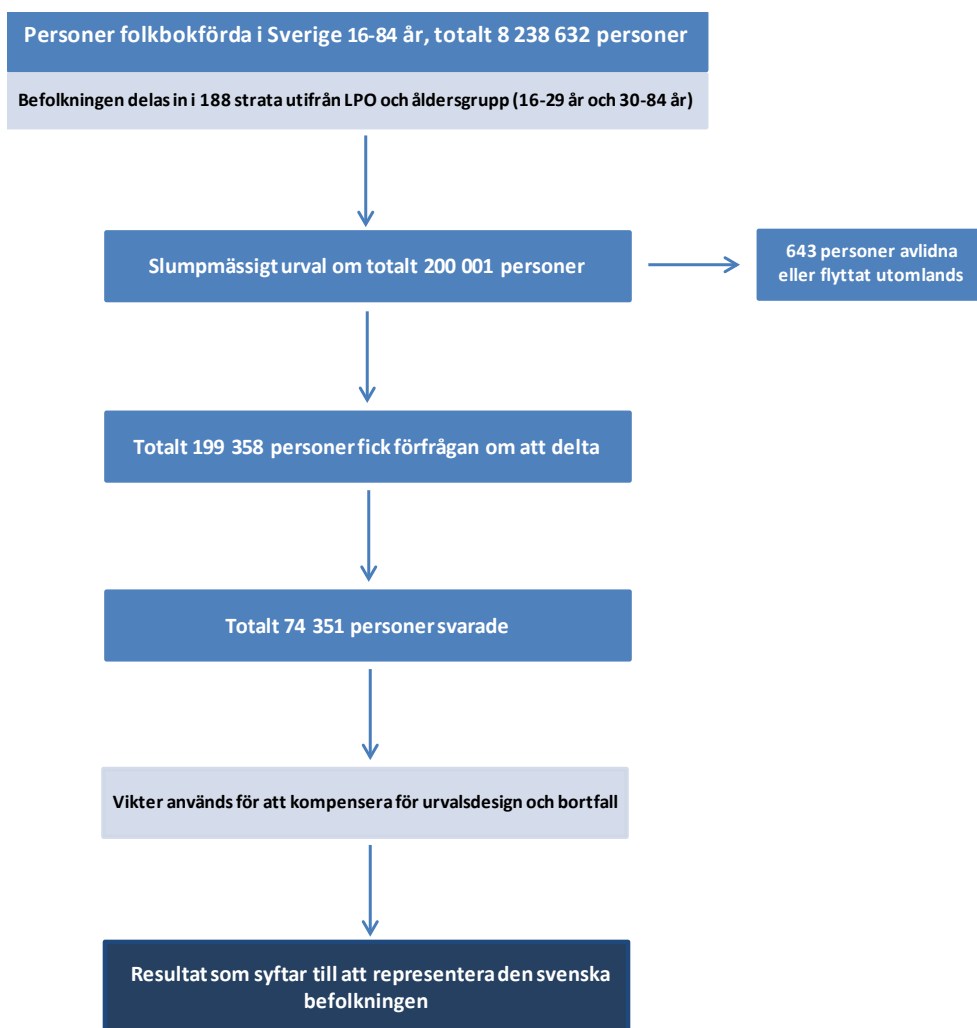 Personer folkbokförda i Sverige 16-84 år, totalt 8 238 632 personer
Befolkningen delas in i 188 strata utifrån LPO och åldersgrupp (16-29 år och 30-84 år)
Slumpmässigt urval om totalt 200 001 personer
643 personer avlidna
eller flyttat utomlands
Totalt 199 358 personer fick förfrågan om att delta
Totalt 74 351 personer svarade
Vikter används för att kompensera för urvalsdesign och bortfall
Resultat som syftar till att representera den svenska
befolkningen